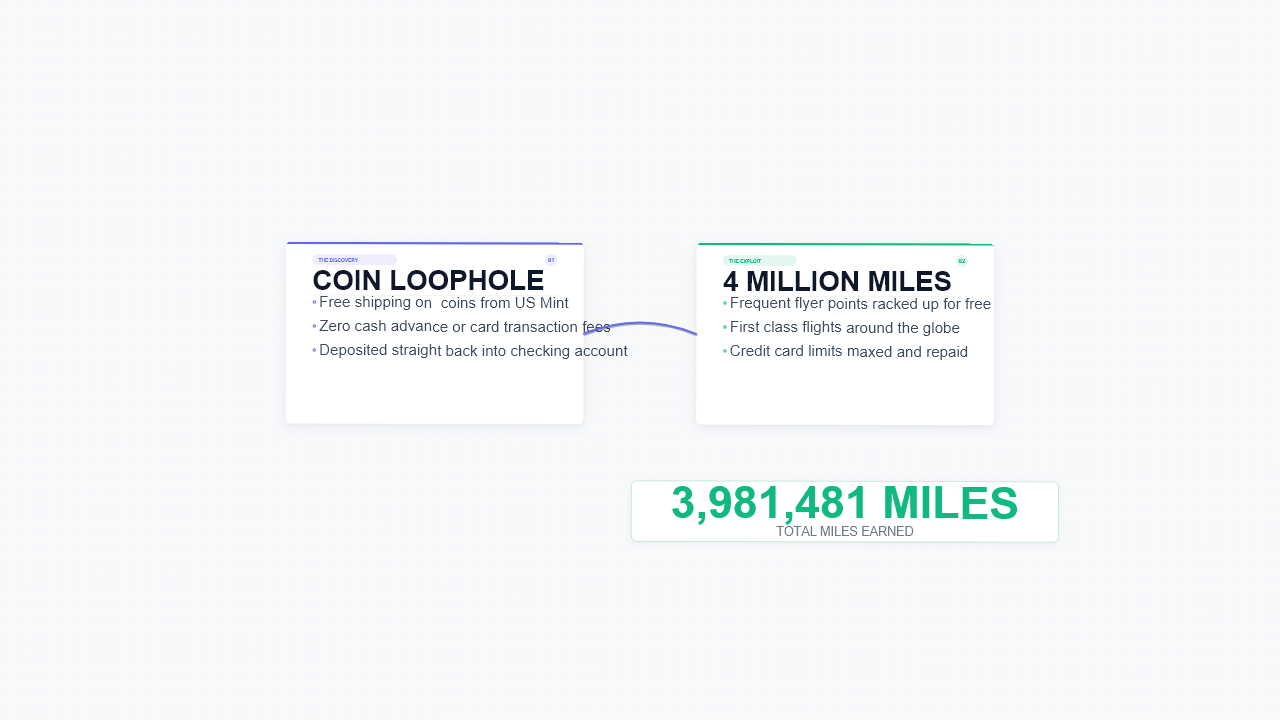 THE DISCOVERY
01
COIN LOOPHOLE
• Free shipping on coins from US Mint
• Zero cash advance or card transaction fees
• Deposited straight back into checking account
THE EXPLOIT
02
4 MILLION MILES
• Frequent flyer points racked up for free
• First class flights around the globe
• Credit card limits maxed and repaid
3,981,481 MILES
TOTAL MILES EARNED